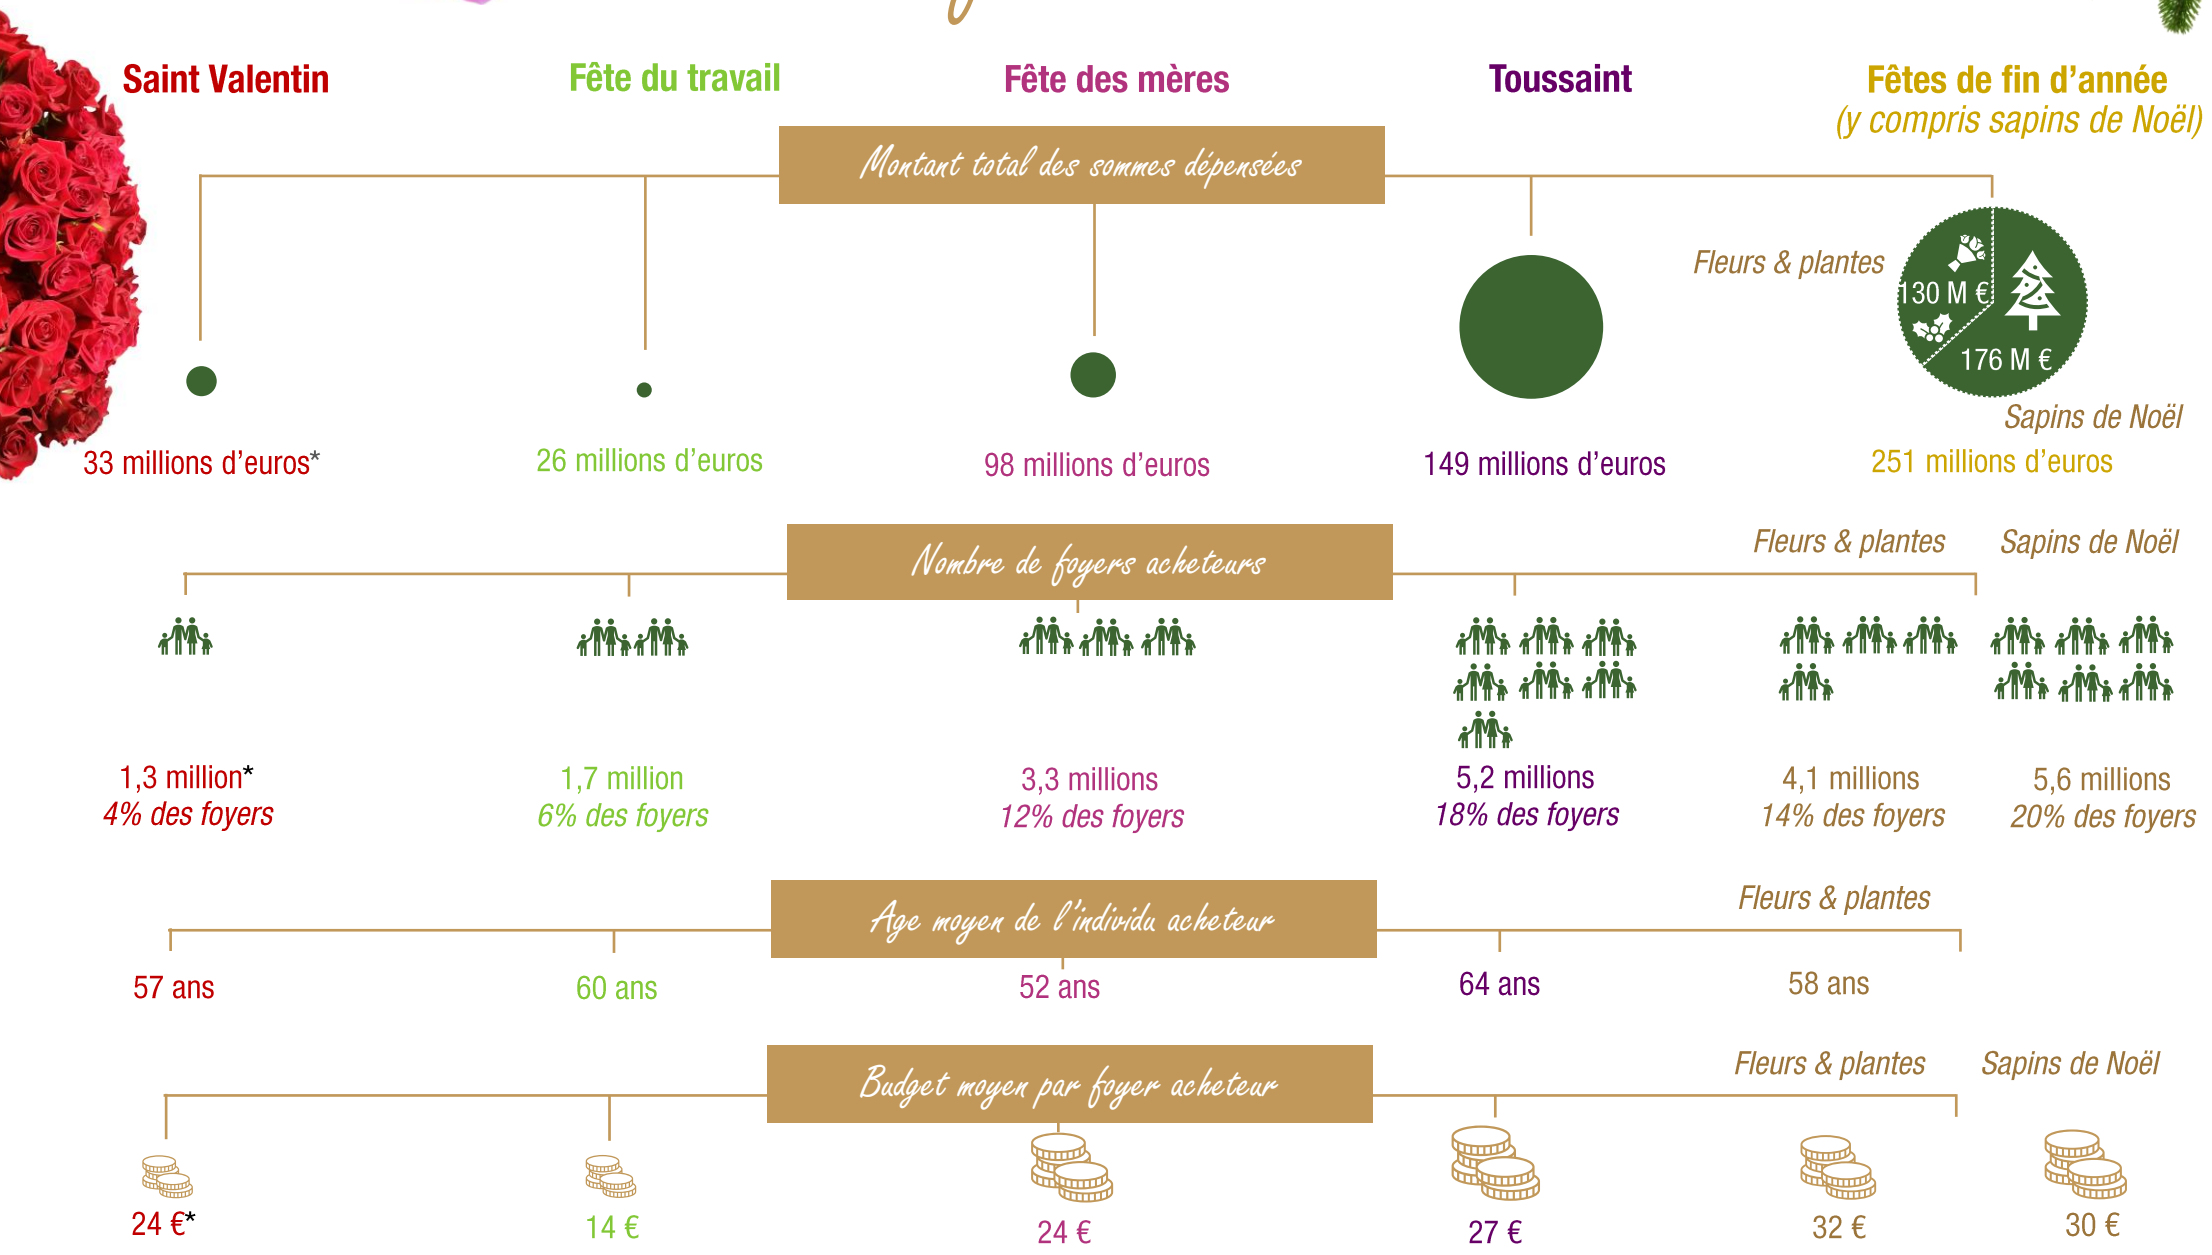 Saint Valentin
Fête du travail
Fête des mères
Toussaint
Fêtes de fin d’année
(y compris sapins de Noël)
Montant total des sommes dépensées
Fleurs & plantes
130 M €
176 M €
Sapins de Noël
33 millions d’euros*
26 millions d’euros
98 millions d’euros
149 millions d’euros
251 millions d’euros
Nombre de foyers acheteurs
Fleurs & plantes
Sapins de Noël
1,3 million*
4% des foyers
1,7 million
6% des foyers
3,3 millions
12% des foyers
5,2 millions
18% des foyers
4,1 millions
14% des foyers
5,6 millions
20% des foyers
Age moyen de l’individu acheteur
Fleurs & plantes
57 ans
60 ans
52 ans
64 ans
58 ans
Budget moyen par foyer acheteur
Fleurs & plantes
Sapins de Noël
24 €*
14 €
24 €
27 €
32 €
30 €